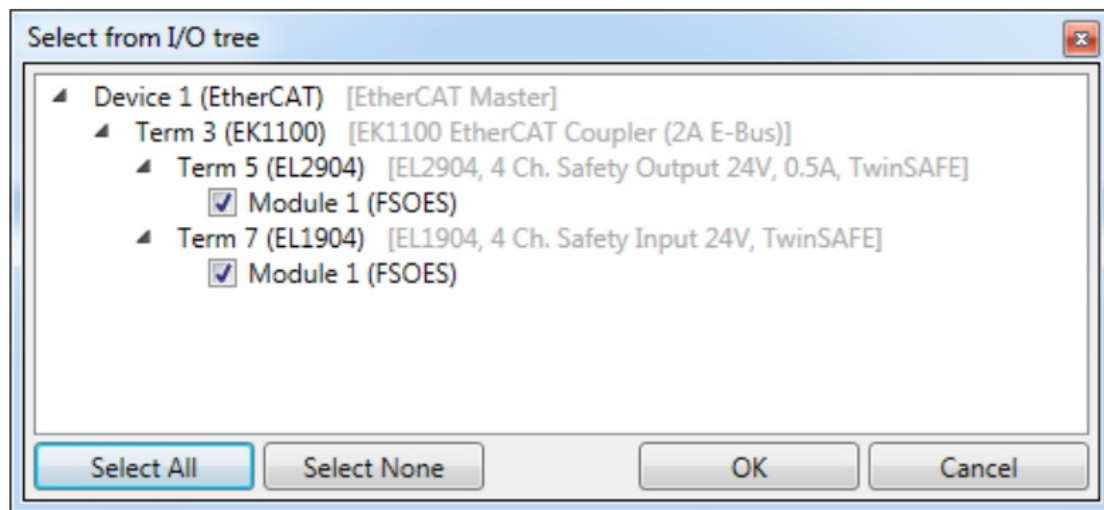 Select from I/O tree
Device 1 (EtherCAT) [EtherCAT Master]
Term 3 (EK1100) [EK1100 EtherCAT Coupler (2A E-Bus)]
Term 5 (EL2904) [EL2904, 4 Ch. Safety Output 24V, 0.5A, TwinSAFE]
Module 1 (FSOES)
Term 7 (EL1904) [EL1904, 4 Ch. Safety Input 24V, TwinSAFE]
Module 1 (FSOES)
Select All Select None OK Cancel